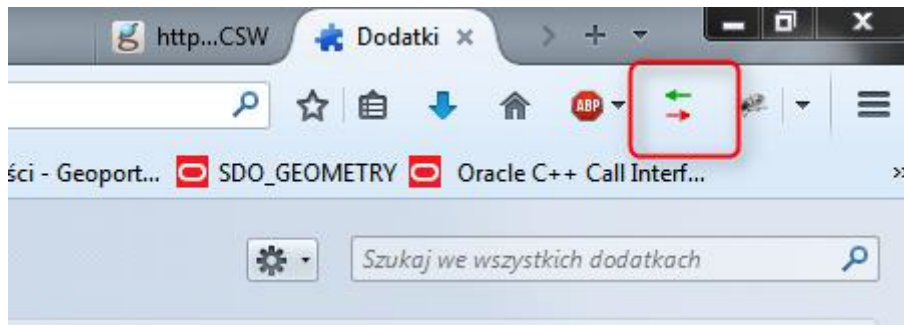 http...CSW Dodatki
ABP
ści - Geoport... SDO_GEOMETRY Oracle C++ Call Interf...
Szukaj we wszystkich dodatkach